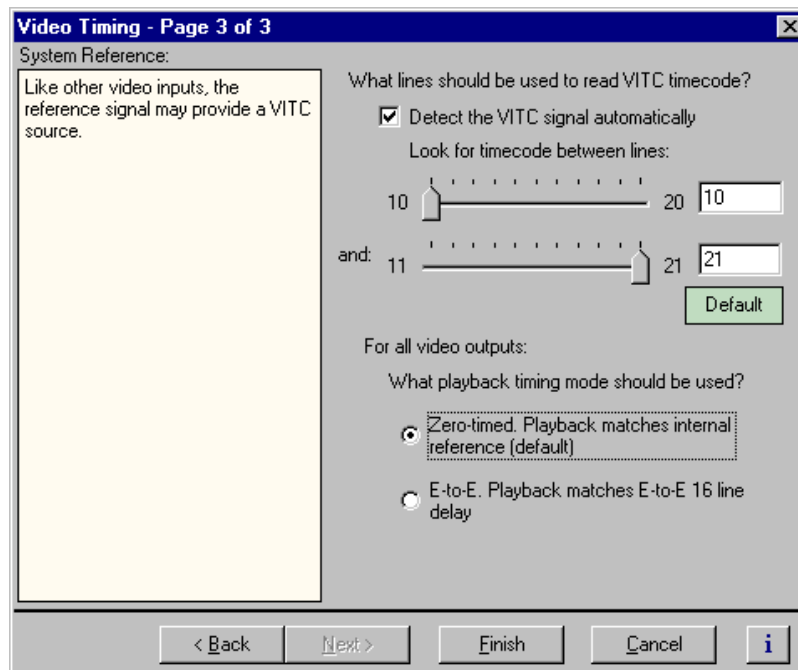 Video Timing - Page 3 of 3
System Reference:
Like other video inputs, the
reference signal may provide a VITC
source.
What lines should be used to read VITC timecode?
Detect the VITC signal automatically
Look for timecode between lines:
10 20 10
and: 11 21 21
Default
For all video outputs:
What playback timing mode should be used?
Zero-timed. Playback matches internal
reference (default)
E-to-E. Playback matches E-to-E 16 line
delay
< Back Next > Finish Cancel i